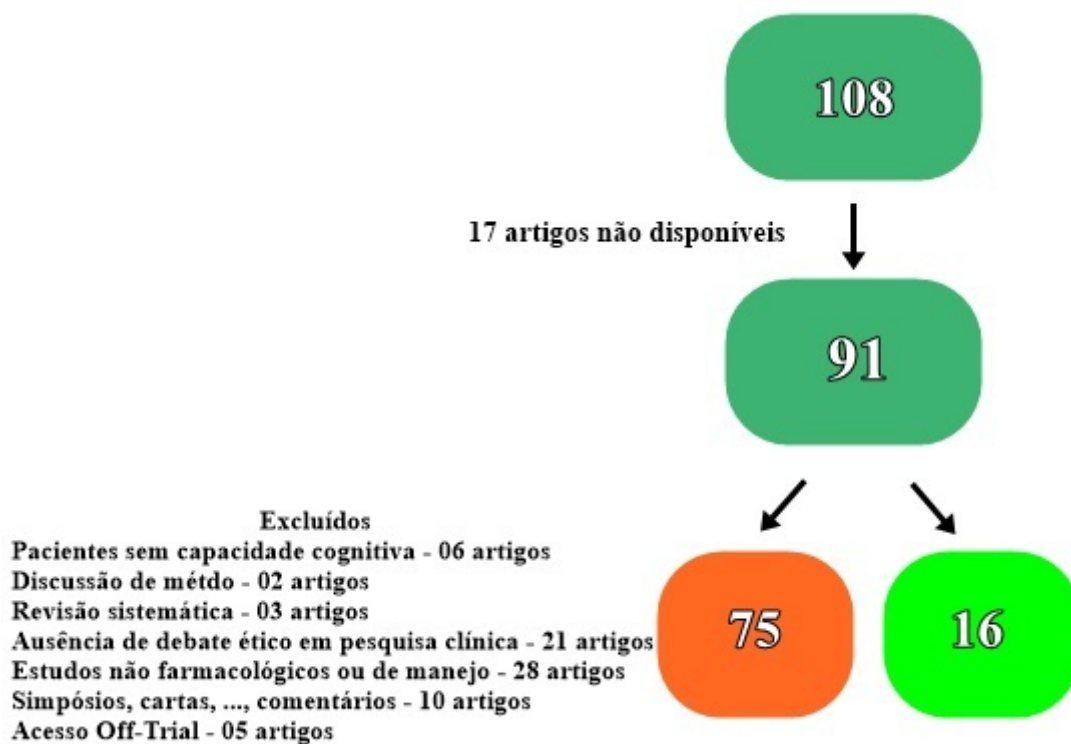 108
17 artigos não disponíveis
91
Excluídos
Pacientes sem capacidade cognitiva - 06 artigos
Discussão de métdo - 02 artigos
Revisão sistemática - 03 artigos
Ausência de debate ético em pesquisa clínica - 21 artigos
Estudos não farmacológicos ou de manejo - 28 artigos
Simpósios, cartas, ..., comentários - 10 artigos
Acesso Off-Trial - 05 artigos
75
16